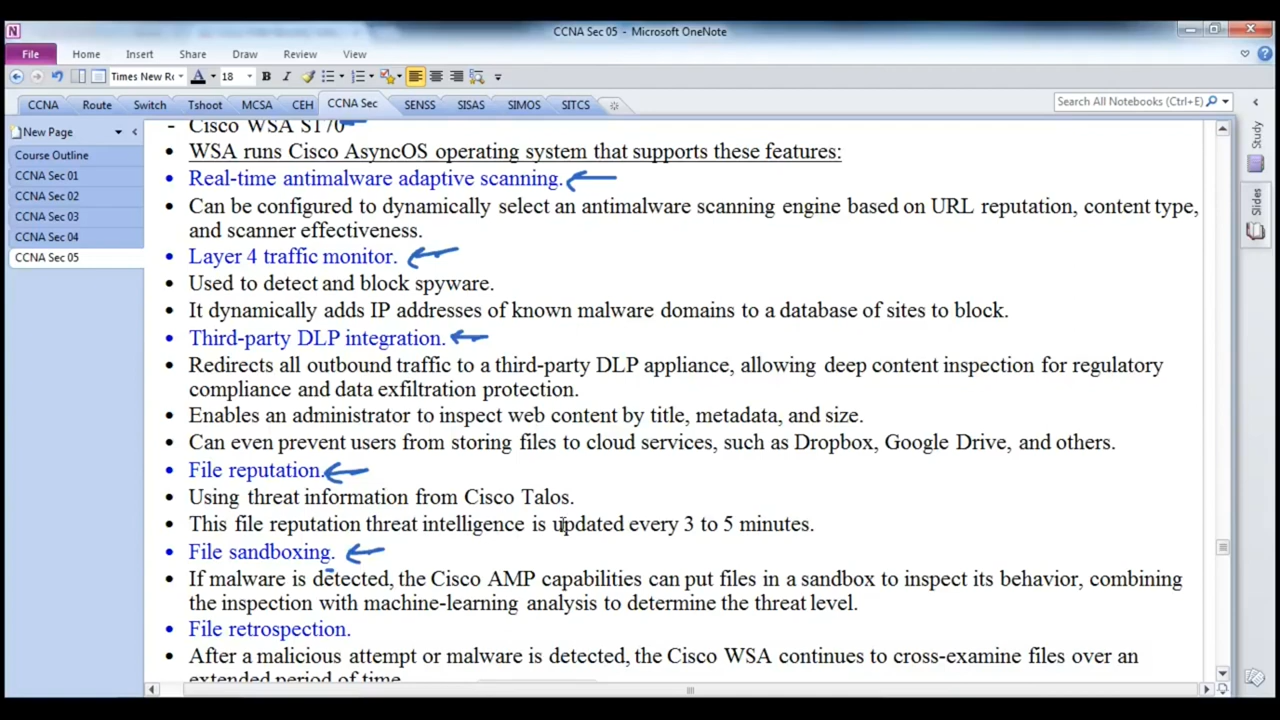 CCNA Sec 05 - Microsoft OneNote
File Home Insert Share Draw Review View
Times New Ro 18 B I
CCNA Route Switch Tshoot MCSA CEH CCNA Sec SENSS SISAS SIMOS SITCS Search All Notebooks (Ctrl+E)
New Page
Course Outline
CCNA Sec 01
CCNA Sec 02
CCNA Sec 03
CCNA Sec 04
CCNA Sec 05
- Cisco WSA S170
• WSA runs Cisco AsyncOS operating system that supports these features:
• Real-time antimalware adaptive scanning.
• Can be configured to dynamically select an antimalware scanning engine based on URL reputation, content type,
and scanner effectiveness.
• Layer 4 traffic monitor.
• Used to detect and block spyware.
• It dynamically adds IP addresses of known malware domains to a database of sites to block.
• Third-party DLP integration.
• Redirects all outbound traffic to a third-party DLP appliance, allowing deep content inspection for regulatory
compliance and data exfiltration protection.
• Enables an administrator to inspect web content by title, metadata, and size.
• Can even prevent users from storing files to cloud services, such as Dropbox, Google Drive, and others.
• File reputation.
• Using threat information from Cisco Talos.
• This file reputation threat intelligence is updated every 3 to 5 minutes.
• File sandboxing.
• If malware is detected, the Cisco AMP capabilities can put files in a sandbox to inspect its behavior, combining
the inspection with machine-learning analysis to determine the threat level.
• File retrospection.
• After a malicious attempt or malware is detected, the Cisco WSA continues to cross-examine files over an
extended period of time.
Study
Slides